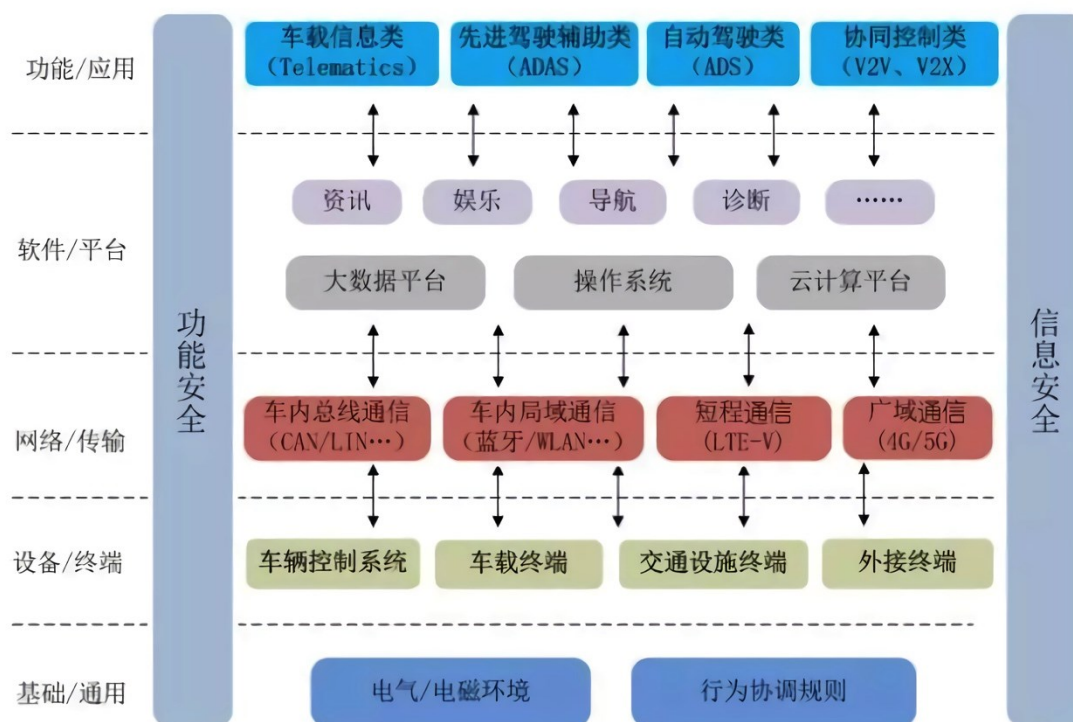 功能/应用
车载信息类
（Telematics）
先进驾驶辅助类
（ADAS）
自动驾驶类
（ADS）
协同控制类
（V2V、V2X）
资讯
娱乐
导航
诊断
……
软件/平台
大数据平台
操作系统
云计算平台
功能安全
信息安全
网络/传输
车内总线通信
（CAN/LIN…）
车内局域通信
（蓝牙/WLAN…）
短程通信
(LTE-V)
广域通信
(4G/5G)
设备/终端
车辆控制系统
车载终端
交通设施终端
外接终端
基础/通用
电气/电磁环境
行为协调规则